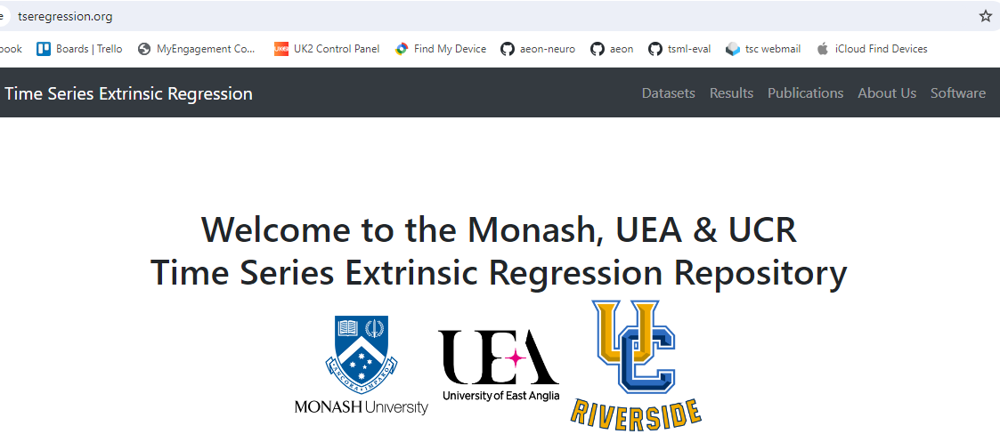 tseregression.org
ook Boards | Trello MyEngagement Co... UK2 Control Panel Find My Device aeon-neuro aeon tsml-eval tsc webmail iCloud Find Devices
Time Series Extrinsic Regression Datasets Results Publications About Us Software
Welcome to the Monash, UEA & UCR
Time Series Extrinsic Regression Repository
ANCORA IMPARO
MONASH University
UEA
University of East Anglia
UC
RIVERSIDE